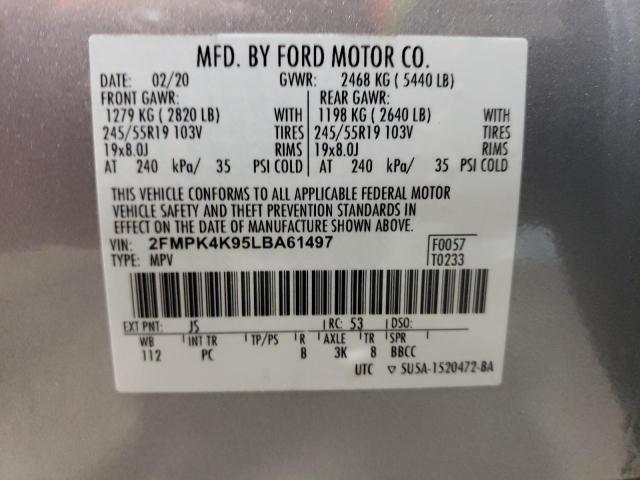 MFD. BY FORD MOTOR CO.
DATE: 02/20 GVWR: 2468 KG ( 5440 LB)
FRONT GAWR: REAR GAWR:
1279 KG ( 2820 LB) WITH 1198 KG ( 2640 LB) WITH
245/55R19 103V TIRES 245/55R19 103V TIRES
19x8.0J RIMS 19x8.0J RIMS
AT 240 kPa/ 35 PSI COLD AT 240 kPa/ 35 PSI COLD
THIS VEHICLE CONFORMS TO ALL APPLICABLE FEDERAL MOTOR
VEHICLE SAFETY AND THEFT PREVENTION STANDARDS IN
EFFECT ON THE DATE OF MANUFACTURE SHOWN ABOVE.
VIN: 2FMPK4K95LBA61497 F0057
TYPE: MPV T0233
EXT PNT: JS RC: 53 DSO:
WB INT TR TP/PS R AXLE TR SPR
112 PC B 3K 8 BBCC
UTC ▽ 5U5A-1520472-BA